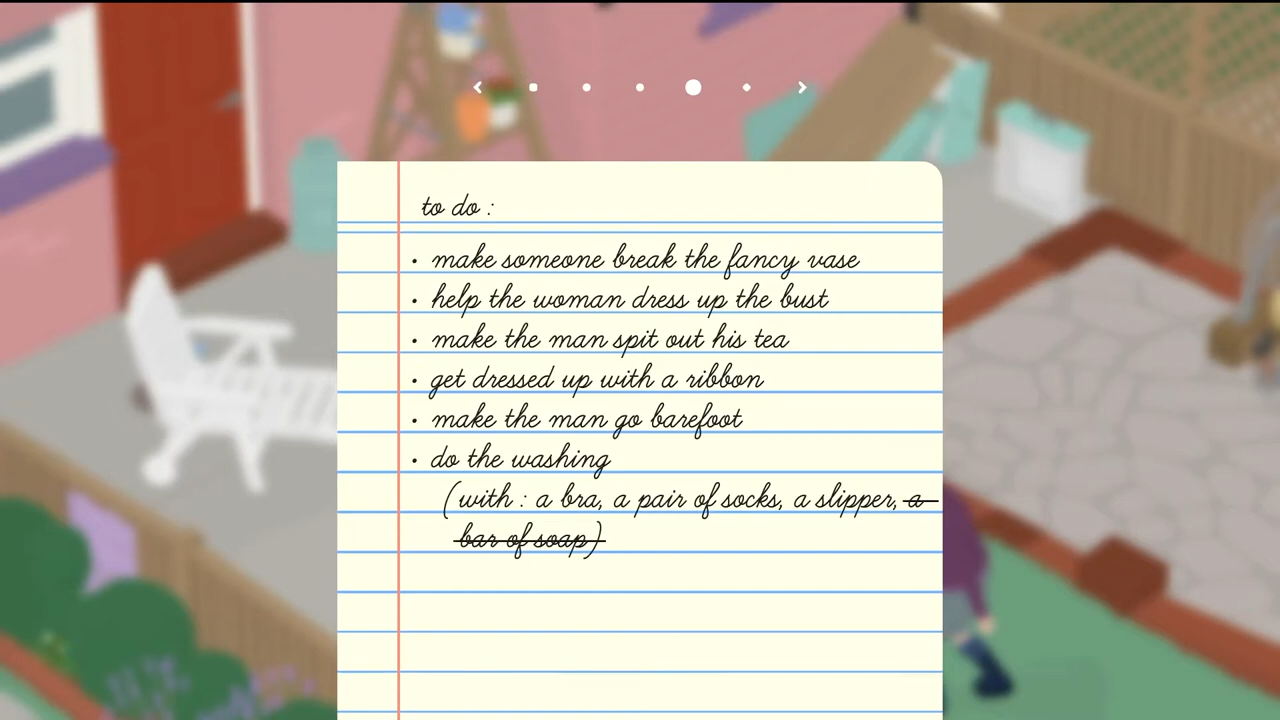 to do :
• make someone break the fancy vase
• help the woman dress up the bust
• make the man spit out his tea
• get dressed up with a ribbon
• make the man go barefoot
• do the washing
(with : a bra, a pair of socks, a slipper, a
bar of soap)